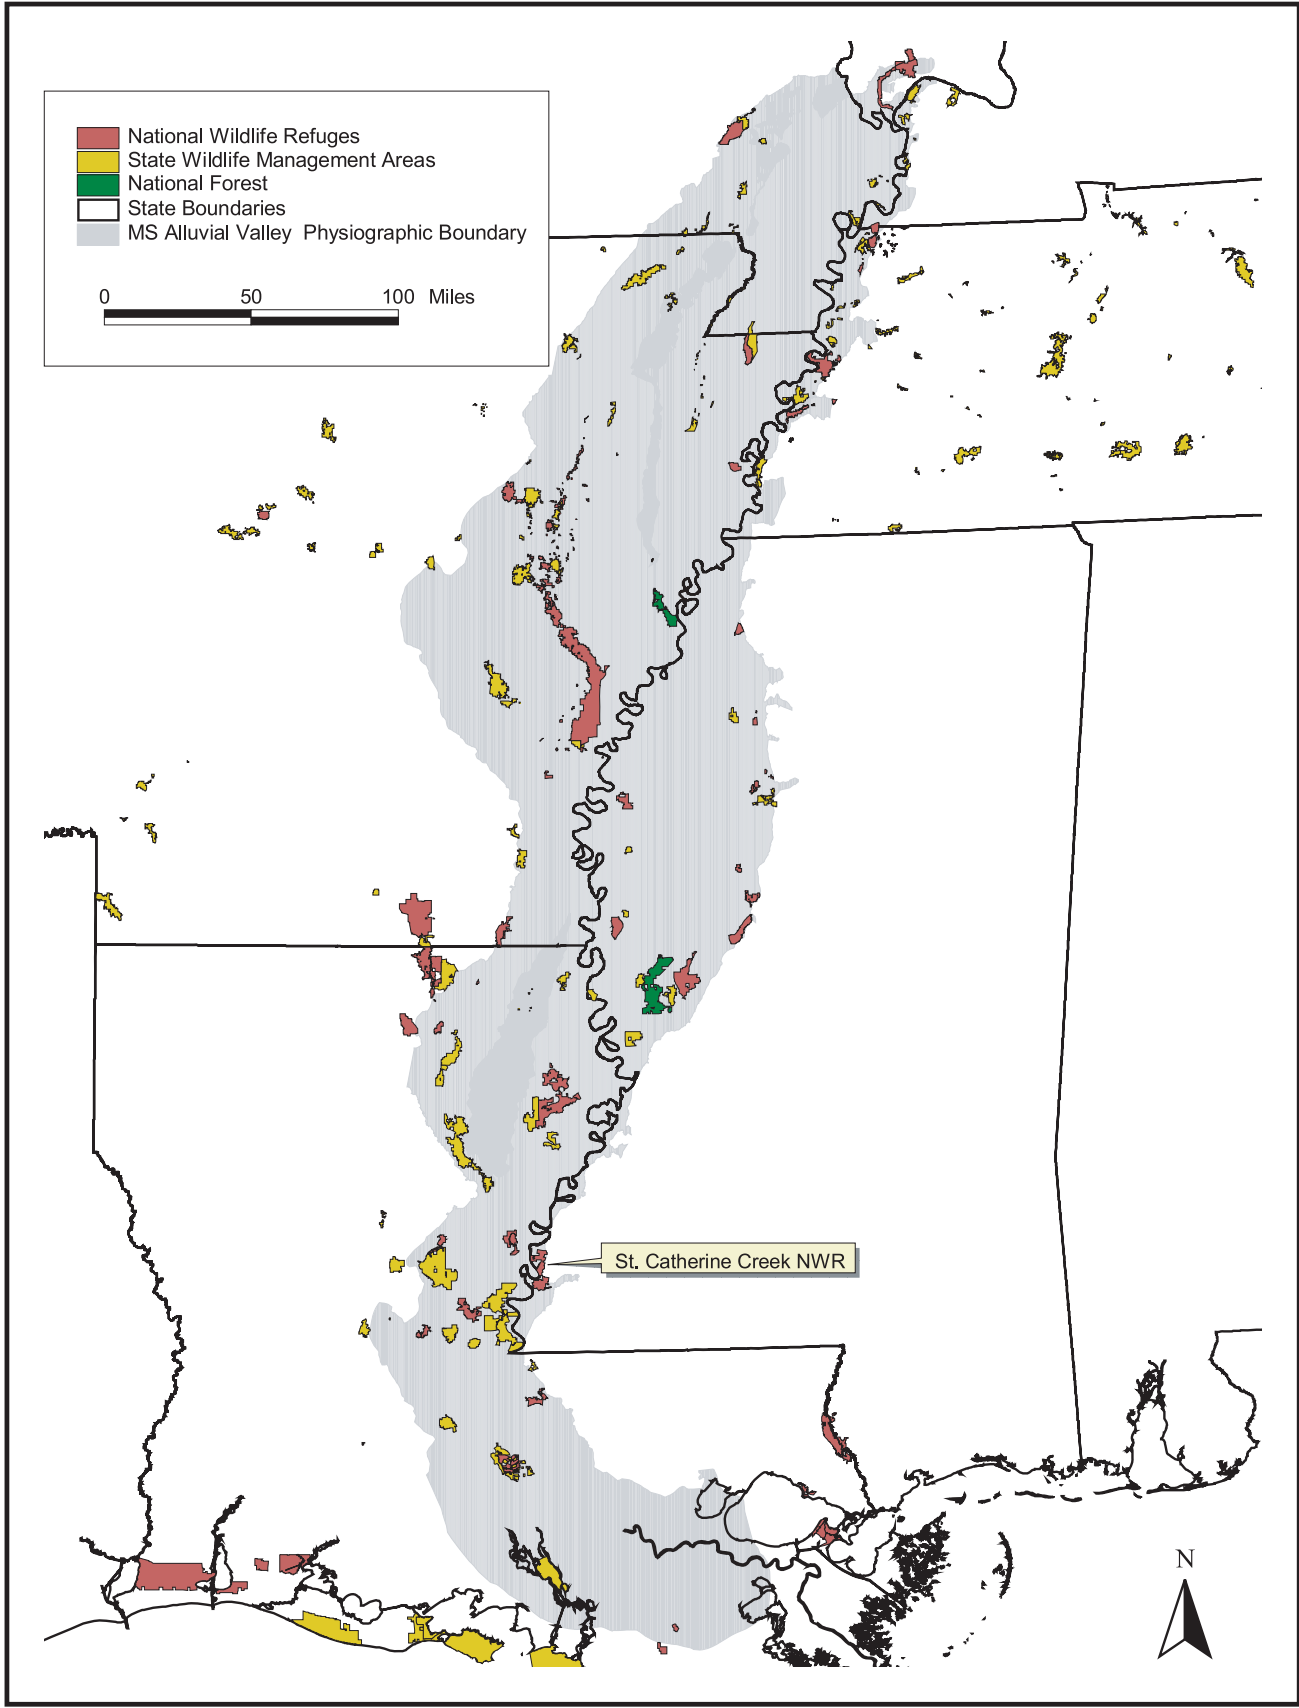 National Wildlife Refuges
State Wildlife Management Areas
National Forest
State Boundaries
MS Alluvial Valley Physiographic Boundary
0 50 100 Miles
St. Catherine Creek NWR
N